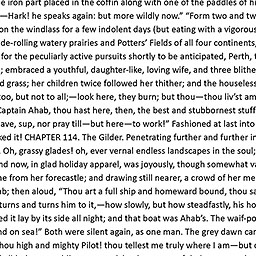 e iron part placed in the coffin along with one of the paddles of hi
—Hark! he speaks again: but more wildly now.” “Form two and tw
on the windlass for a few indolent days (but eating with a vigorous
de-rolling watery prairies and Potters’ Fields of all four continents,
for the peculiarly active pursuits shortly to be anticipated, Perth, t
; embraced a youthful, daughter-like, loving wife, and three blithe
d grass; her children twice followed her thither; and the houseless
too, but not to all;—look here, they burn; but thou—thou liv’st am
Captain Ahab, thou hast here, then, the best and stubbornest stuff
ave, sup, nor pray till—but here—to work!” Fashioned at last into
ked it! CHAPTER 114. The Gilder. Penetrating further and further in
. Oh, grassy glades! oh, ever vernal endless landscapes in the soul;
nd now, in glad holiday apparel, was joyously, though somewhat va
e from her forecastle; and drawing still nearer, a crowd of her me
b; then aloud, “Thou art a full ship and homeward bound, thou sa
turns and turns him to it,—how slowly, but how steadfastly, his ho
ed it lay by its side all night; and that boat was Ahab’s. The waif-po
nd on sea!” Both were silent again, as one man. The grey dawn car
hou high and mighty Pilot! thou tellest me truly where I am—but c